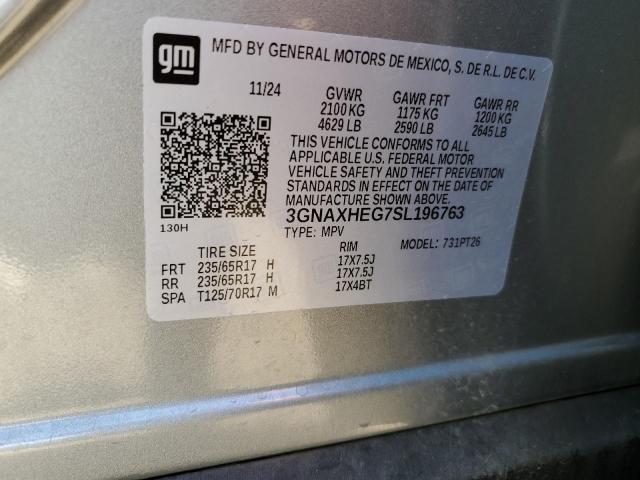 gm
MFD BY GENERAL MOTORS DE MEXICO, S. DE R.L. DE C.V.
11/24 GVWR GAWR FRT GAWR RR
2100 KG 1175 KG 1200 KG
4629 LB 2590 LB 2645 LB
THIS VEHICLE CONFORMS TO ALL
APPLICABLE U.S. FEDERAL MOTOR
VEHICLE SAFETY AND THEFT PREVENTION
STANDARDS IN EFFECT ON THE DATE OF
MANUFACTURE SHOWN ABOVE.
3GNAXHEG7SL196763
130H
TYPE: MPV MODEL: 731PT26
TIRE SIZE RIM
FRT 235/65R17 H 17X7.5J
RR 235/65R17 H 17X7.5J
SPA T125/70R17 M 17X4BT